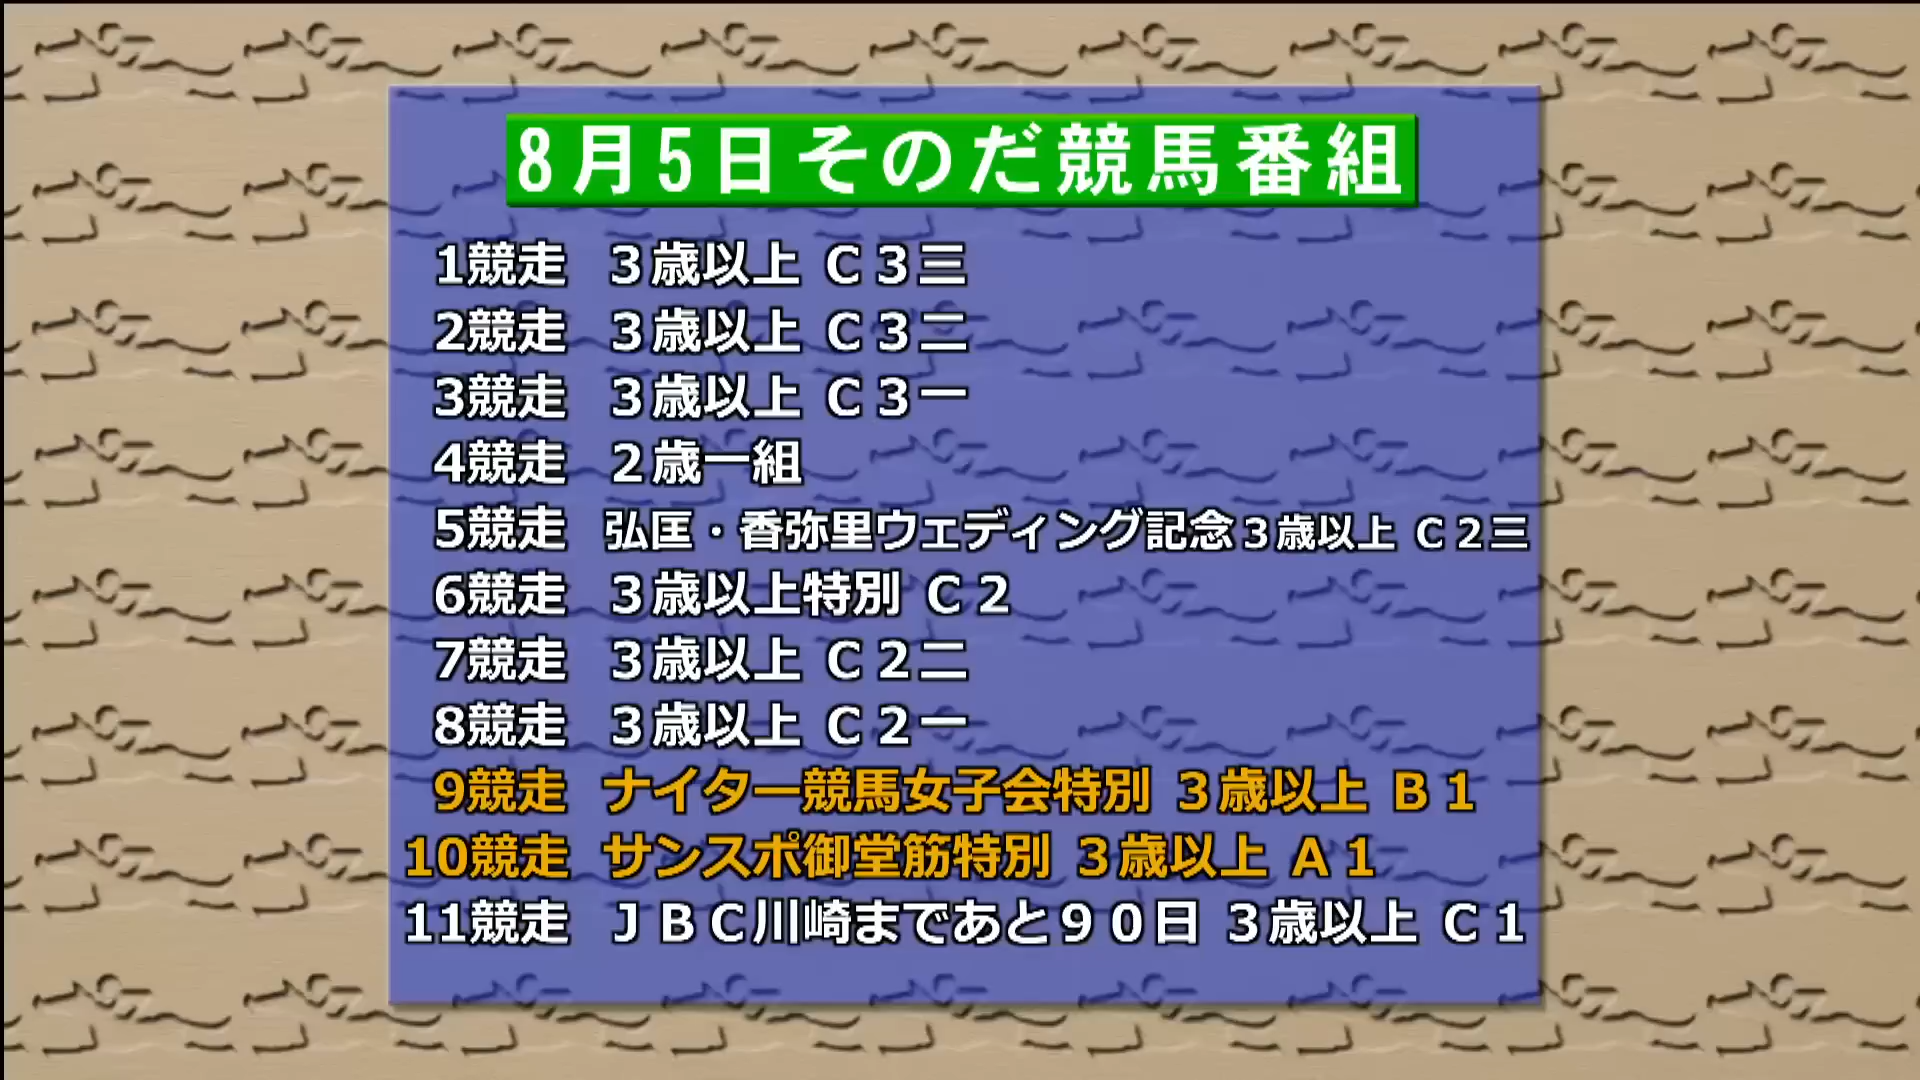 8月5日そのだ競馬番組
1競走 3歳以上 C3三
2競走 3歳以上 C3二
3競走 3歳以上 C3一
4競走 2歳一組
5競走 弘匡・香弥里ウェディング記念3歳以上 C2三
6競走 3歳以上特別 C2
7競走 3歳以上 C2二
8競走 3歳以上 C2一
9競走 ナイター競馬女子会特別 3歳以上 B1
10競走 サンスポ御堂筋特別 3歳以上 A1
11競走 JBC川崎まであと90日 3歳以上 C1